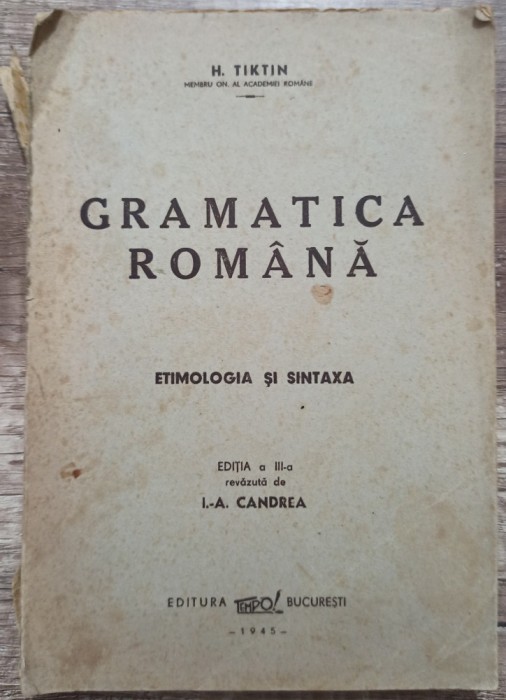 H. TIKTIN
MEMBRU ON. AL ACADEMIEI ROMÂNE
GRAMATICA
ROMÂNĂ
ETIMOLOGIA ȘI SINTAXA
EDIȚIA a III-a
revăzută de
I.-A. CANDREA
EDITURA TEMPO! BUCUREȘTI
- 1945 -